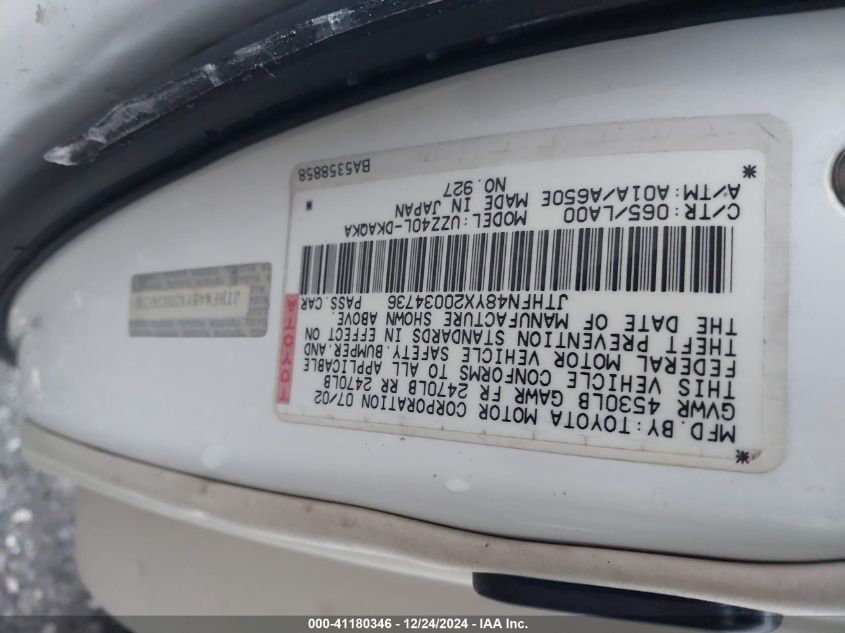 MFD.BY:TOYOTA MOTOR CORPORATION 07/02
GVWR 4530LB GAWR FR 2470LB RR 2470LB
THIS VEHICLE CONFORMS TO ALL APPLICABLE
FEDERAL MOTOR VEHICLE SAFETY,BUMPER,AND
THEFT PREVENTION STANDARDS IN EFFECT ON
THE DATE OF MANUFACTURE SHOWN ABOVE.
JTHFN48YX20034736 PASS.CAR
TOYOTA
C/TR:065/LA00 MODEL:UZZ40L-DKAQKA
A/TM:A01A/A650E MADE IN JAPAN
NO.927
BA5358858
JTHFN48YX20034736
000-41180346 - 12/24/2024 - IAA Inc.